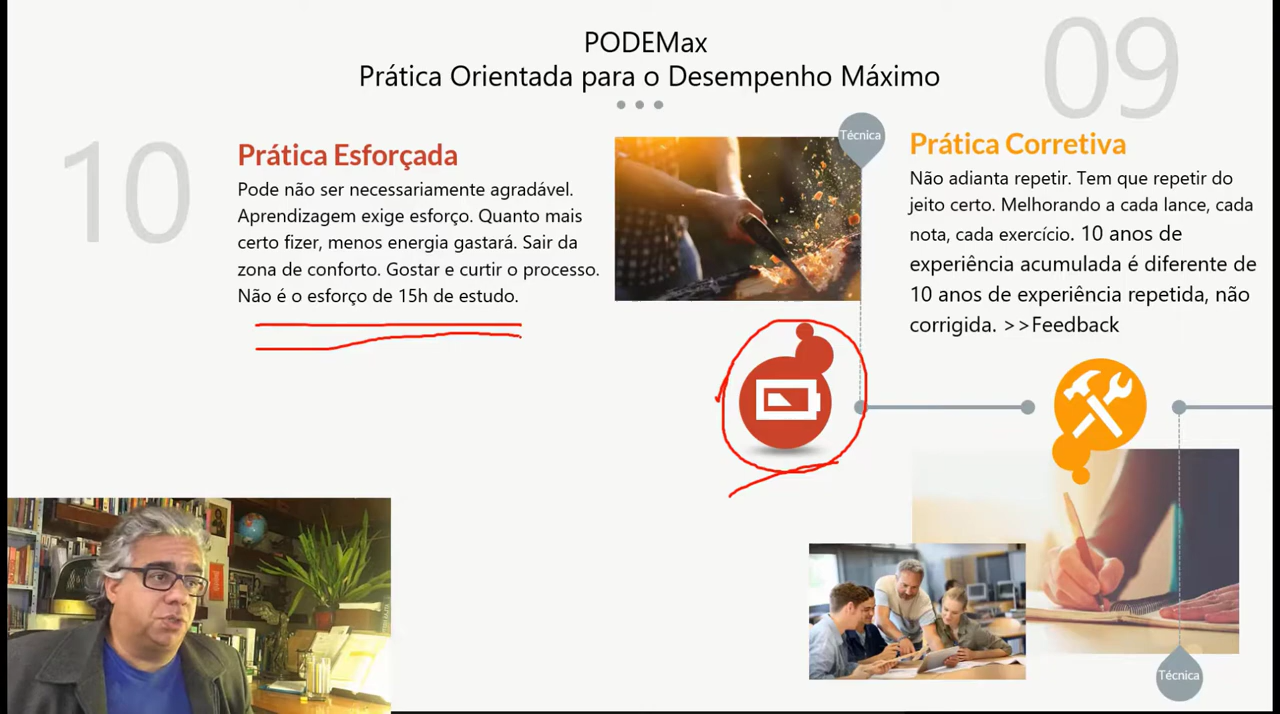 PODEMax
Prática Orientada para o Desempenho Máximo
10
Prática Esforçada
Pode não ser necessariamente agradável.
Aprendizagem exige esforço. Quanto mais
certo fizer, menos energia gastará. Sair da
zona de conforto. Gostar e curtir o processo.
Não é o esforço de 15h de estudo.
Técnica
09
Prática Corretiva
Não adianta repetir. Tem que repetir do
jeito certo. Melhorando a cada lance, cada
nota, cada exercício. 10 anos de
experiência acumulada é diferente de
10 anos de experiência repetida, não
corrigida. >>Feedback
Técnica